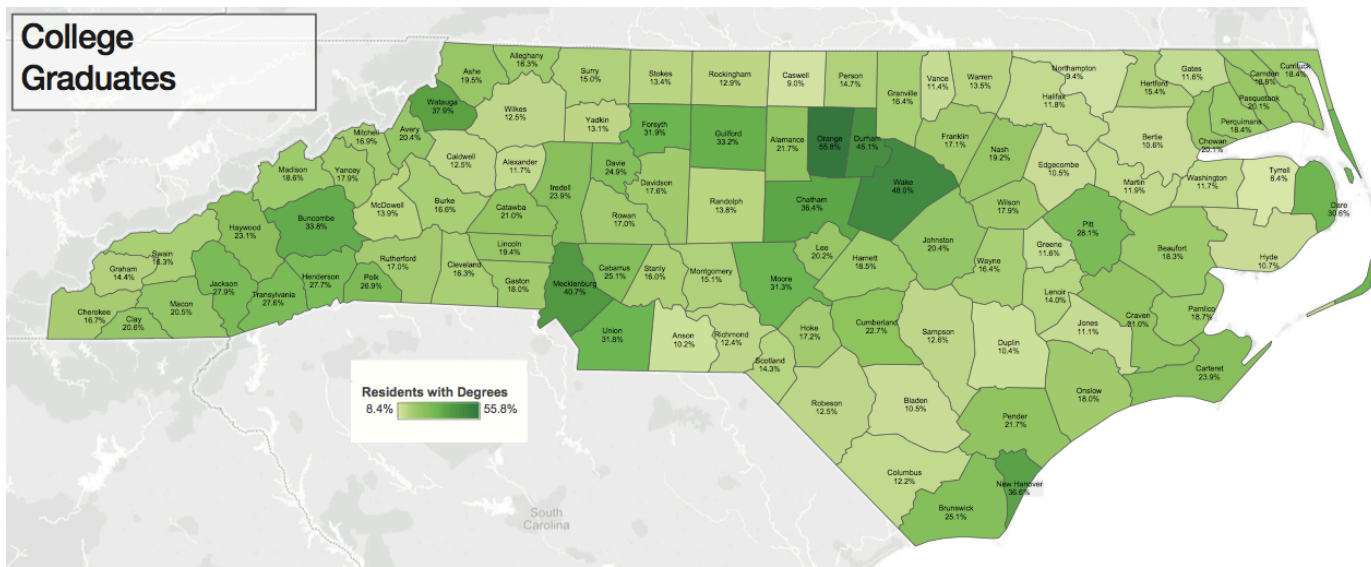 College
Graduates
Alleghany
18.3%
Ashe
19.5%
Surry
15.0%
Stokes
13.4%
Rockingham
12.9%
Caswell
9.0%
Person
14.7%
Granville
16.4%
Vance
11.4%
Warren
13.5%
Northampton
9.4%
Halifax
11.8%
Hertford
15.4%
Gates
11.6%
Camden
Currituck
18.4%
Pasquotank
20.1%
Perquimans
18.4%
Chowan
20.1%
Watauga
37.9%
Wilkes
12.5%
Yadkin
13.1%
Forsyth
31.9%
Guilford
33.2%
Alamance
21.7%
Orange
55.8%
Durham
45.1%
Franklin
17.1%
Nash
19.2%
Bertie
10.6%
Mitchell
16.9%
Avery
20.4%
Caldwell
12.5%
Alexander
11.7%
Davie
24.9%
Iredell
23.9%
Davidson
17.6%
Randolph
13.8%
Chatham
36.4%
Wake
48.0%
Edgecombe
10.5%
Martin
11.9%
Washington
11.7%
Tyrrell
8.4%
Dare
30.6%
Madison
18.6%
Yancey
17.9%
McDowell
13.9%
Burke
16.6%
Catawba
21.0%
Rowan
17.0%
Wilson
17.9%
Pitt
28.1%
Beaufort
18.3%
Hyde
10.7%
Buncombe
33.8%
Haywood
23.1%
Swain
Graham
14.4%
Cherokee
16.7%
Clay
20.6%
Macon
20.5%
Jackson
27.9%
Transylvania
27.6%
Henderson
27.7%
Polk
26.9%
Rutherford
17.0%
Cleveland
16.3%
Lincoln
19.4%
Gaston
18.0%
Mecklenburg
40.7%
Cabarrus
25.1%
Stanly
16.0%
Montgomery
15.1%
Moore
31.3%
Lee
20.2%
Harnett
18.5%
Johnston
20.4%
Wayne
16.4%
Greene
Lenoir
14.0%
Craven
21.0%
Pamlico
18.7%
Jones
11.1%
Carteret
23.9%
Union
31.8%
Anson
10.2%
Richmond
12.4%
Scotland
14.3%
Hoke
17.2%
Cumberland
22.7%
Sampson
12.6%
Duplin
10.4%
Onslow
18.0%
Robeson
12.5%
Bladen
10.5%
Pender
21.7%
Columbus
12.2%
New Hanover
36.6%
Brunswick
25.1%
Residents with Degrees
8.4% 55.8%
South
Carolina